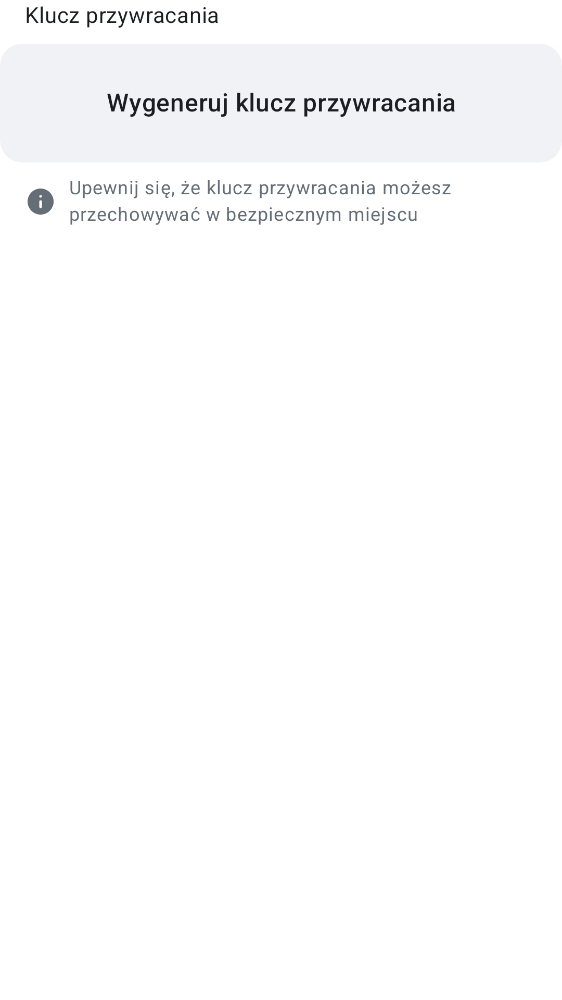 Klucz przywracania
Wygeneruj klucz przywracania
Upewnij się, że klucz przywracania możesz
przechowywać w bezpiecznym miejscu